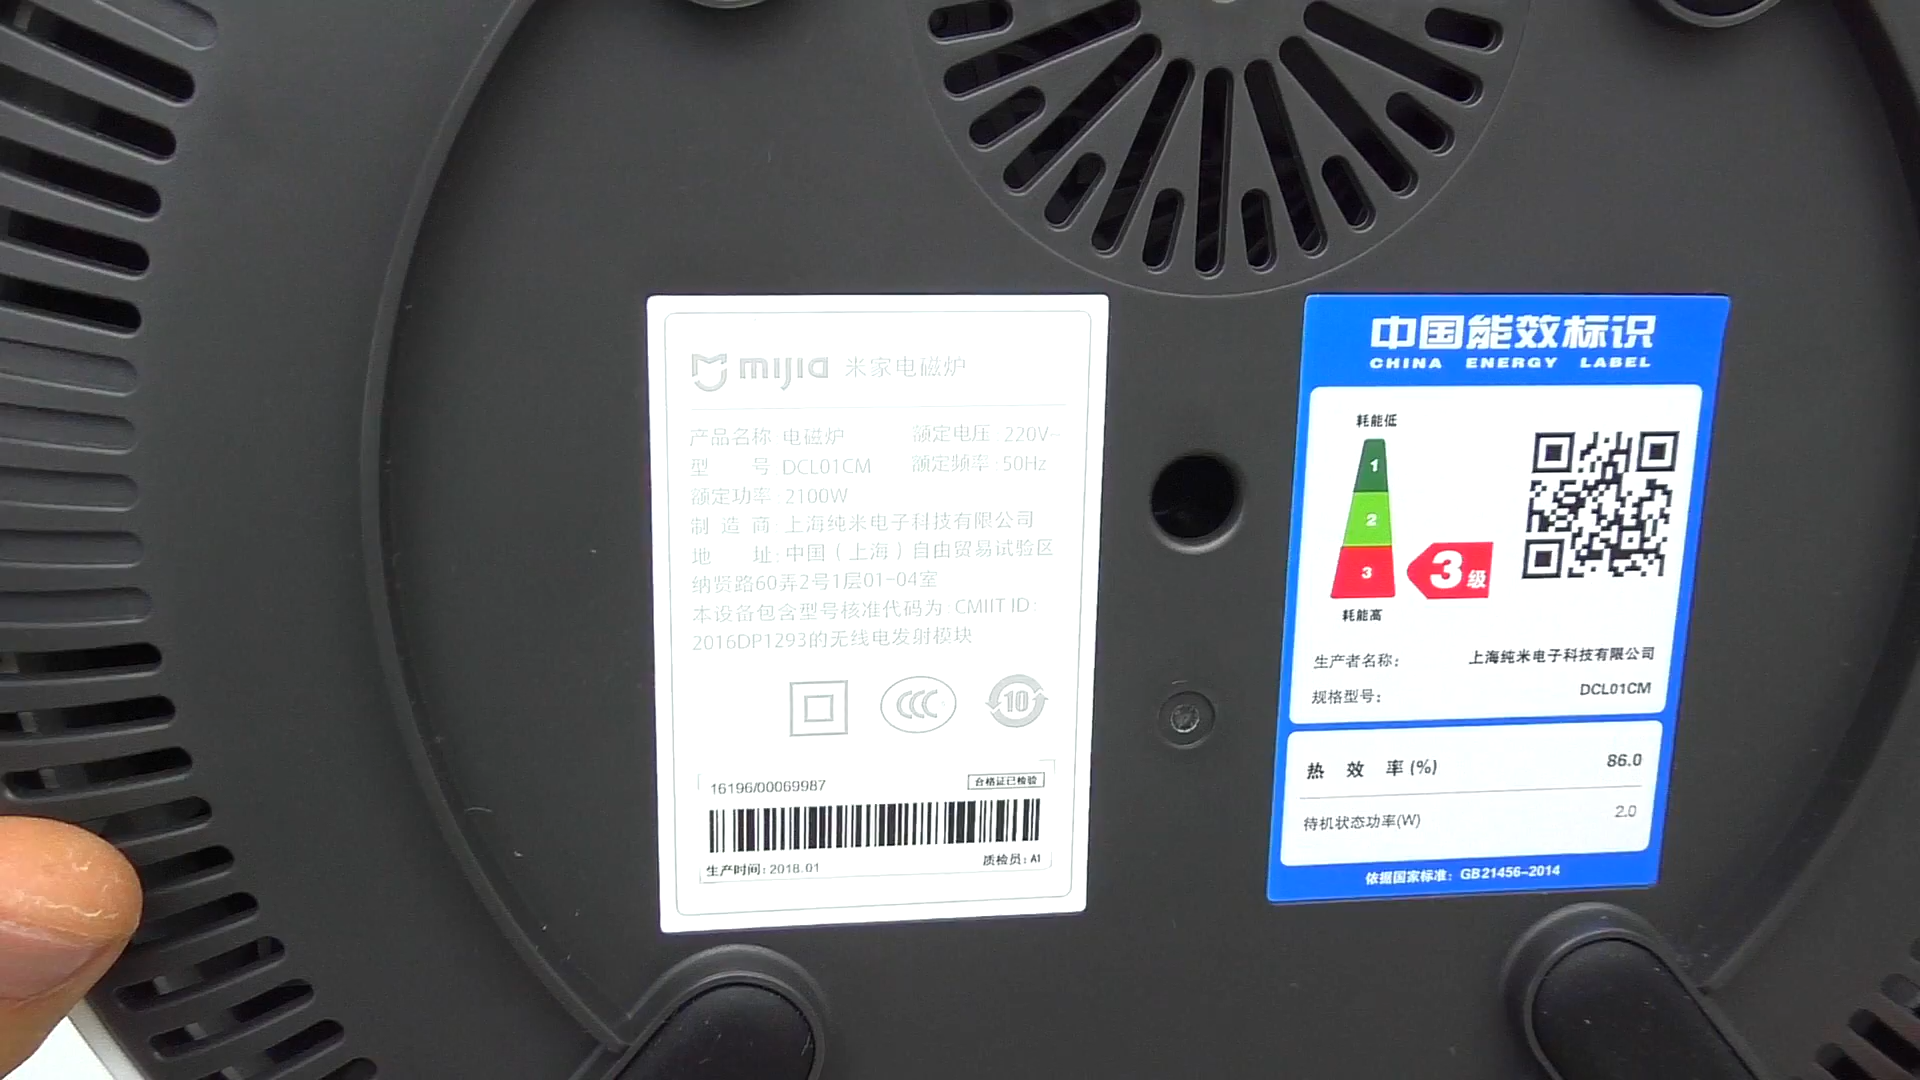 mijia 米家电磁炉
产品名称 电磁炉 额定电压 220V~
型 号 DCL01CM 额定频率:50Hz
额定功率:2100W
制 造 商:上海纯米电子科技有限公司
地 址:中国（上海）自由贸易试验区
纳贤路60弄2号1层01-04室
本设备包含型号核准代码为:CMIIT ID:
2016DP1293的无线电发射模块
CCC
10
16196/00069987 合格证已检验
生产时间:2018.01 质检员:A1
中国能效标识
CHINA ENERGY LABEL
耗能低
1
2
3
3级
耗能高
生产者名称: 上海纯米电子科技有限公司
规格型号: DCL01CM
热 效 率(%) 86.0
待机状态功率(W) 2.0
依据国家标准: GB21456-2014